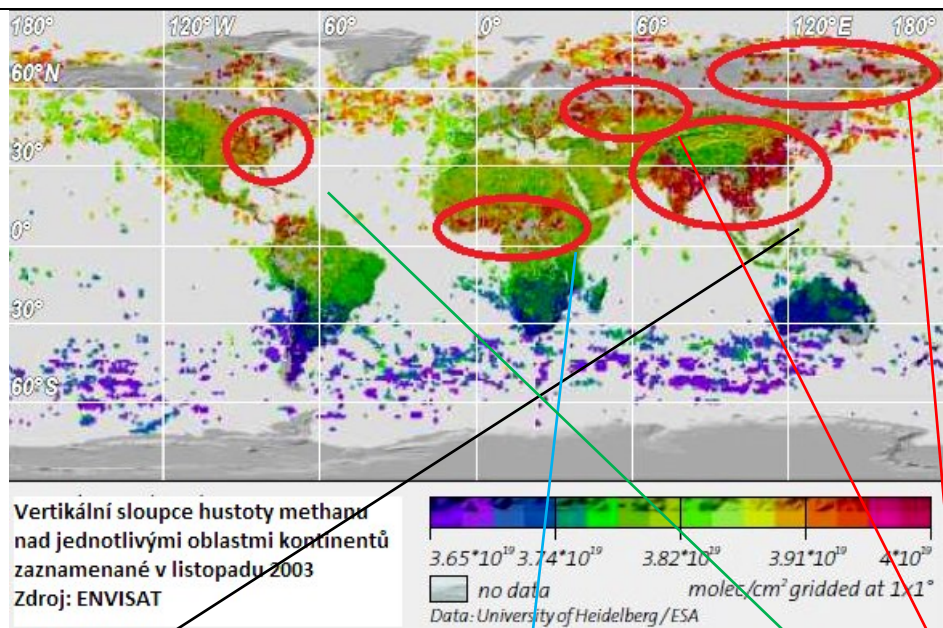 180° 120° W 60° 0° 60° 120° E 180°
60° N
30°
0°
30°
60° S
Vertikální sloupce hustoty methanu
nad jednotlivými oblastmi kontinentů
zaznamenané v listopadu 2003
Zdroj: ENVISAT
3.65*10¹⁹ 3.74*10¹⁹ 3.82*10¹⁹ 3.91*10¹⁹ 4*10¹⁹
no data molec/cm² gridded at 1x1°
Data: University of Heidelberg / ESA